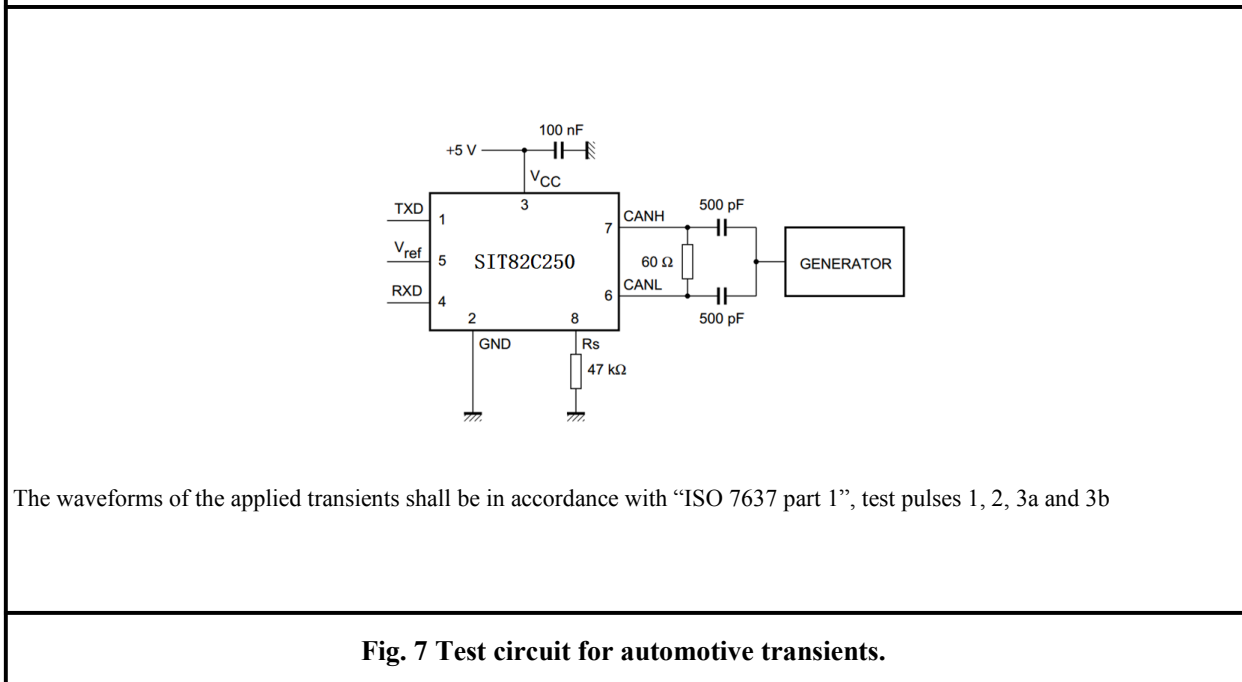 100 nF
+5 V
VCC
TXD
1
3
7
CANH
500 pF
Vref
5
SIT82C250
60 Ω
GENERATOR
RXD
4
6
CANL
2
8
500 pF
GND
Rs
47 kΩ
The waveforms of the applied transients shall be in accordance with “ISO 7637 part 1”, test pulses 1, 2, 3a and 3b
Fig. 7 Test circuit for automotive transients.